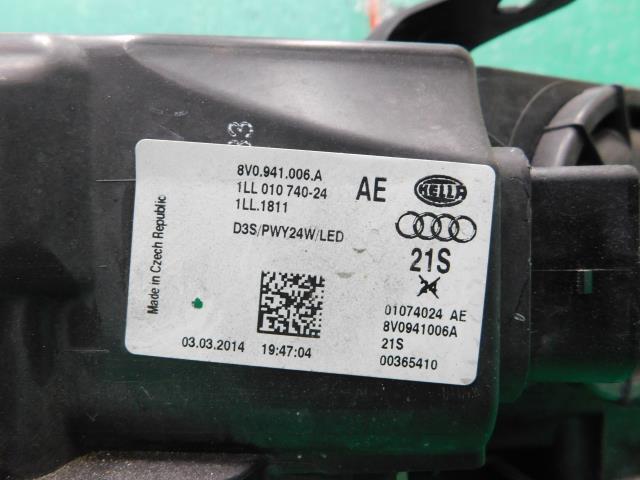 8V0.941.006.A
1LL 010 740-24
1LL.1811
AE
HELLA
D3S/PWY24W/LED
21S
Made in Czech Republic
01074024 AE
8V0941006A
21S
00365410
03.03.2014 19:47:04